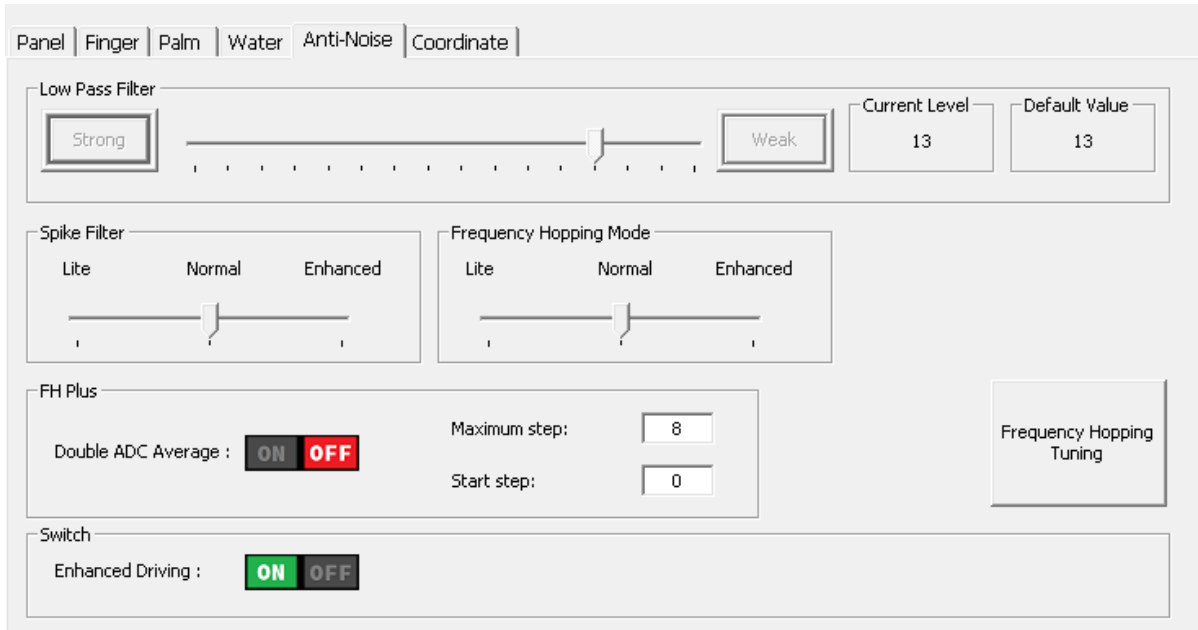 Panel Finger Palm Water Anti-Noise Coordinate
Low Pass Filter
Strong
Weak
Current Level
13
Default Value
13
Spike Filter
Lite Normal Enhanced
Frequency Hopping Mode
Lite Normal Enhanced
FH Plus
Double ADC Average : ON OFF
Maximum step: 8
Start step: 0
Frequency Hopping
Tuning
Switch
Enhanced Driving : ON OFF